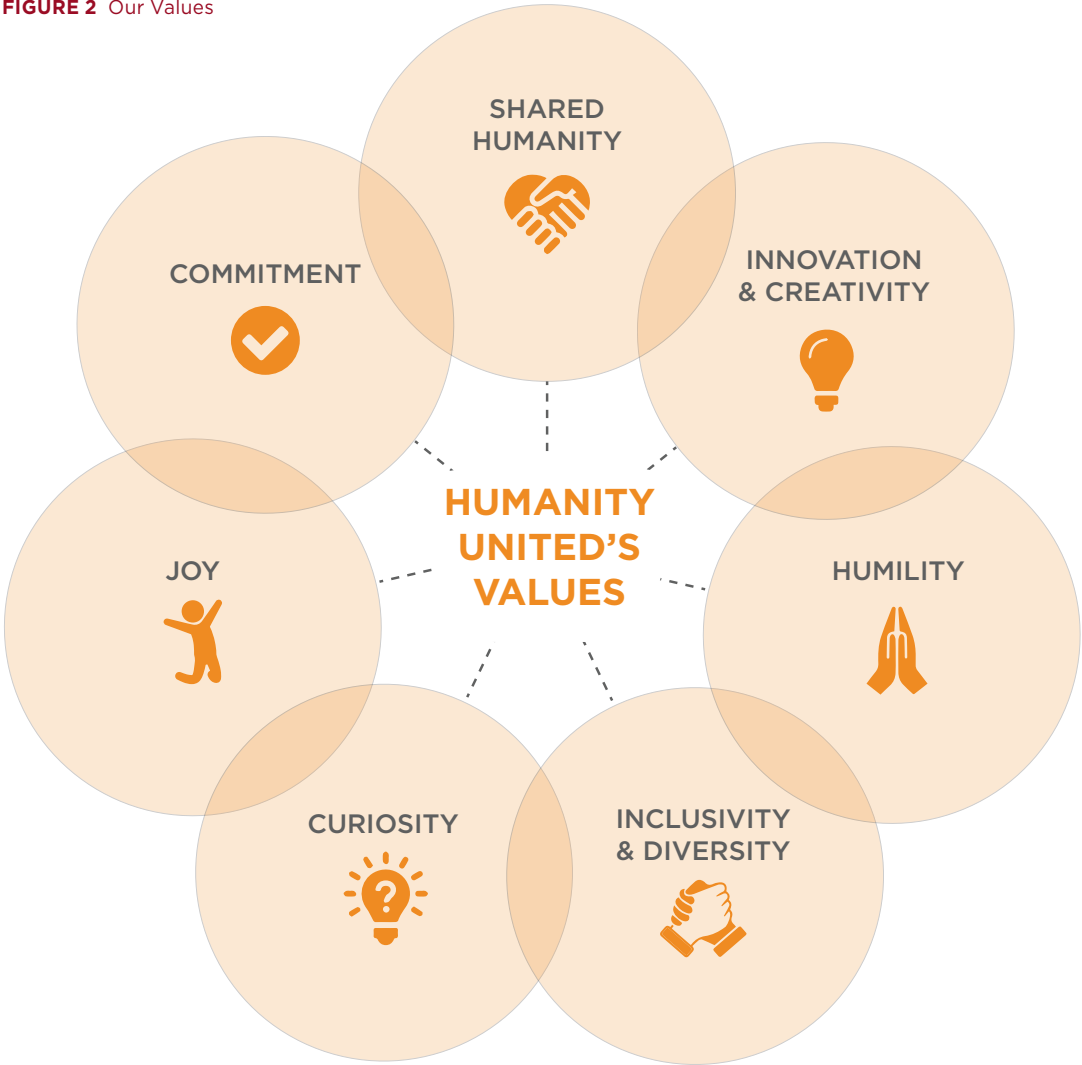 FIGURE 2 Our Values
SHARED
HUMANITY
INNOVATION
& CREATIVITY
COMMITMENT
HUMANITY
UNITED'S
VALUES
JOY
HUMILITY
CURIOSITY
?
INCLUSIVITY
& DIVERSITY